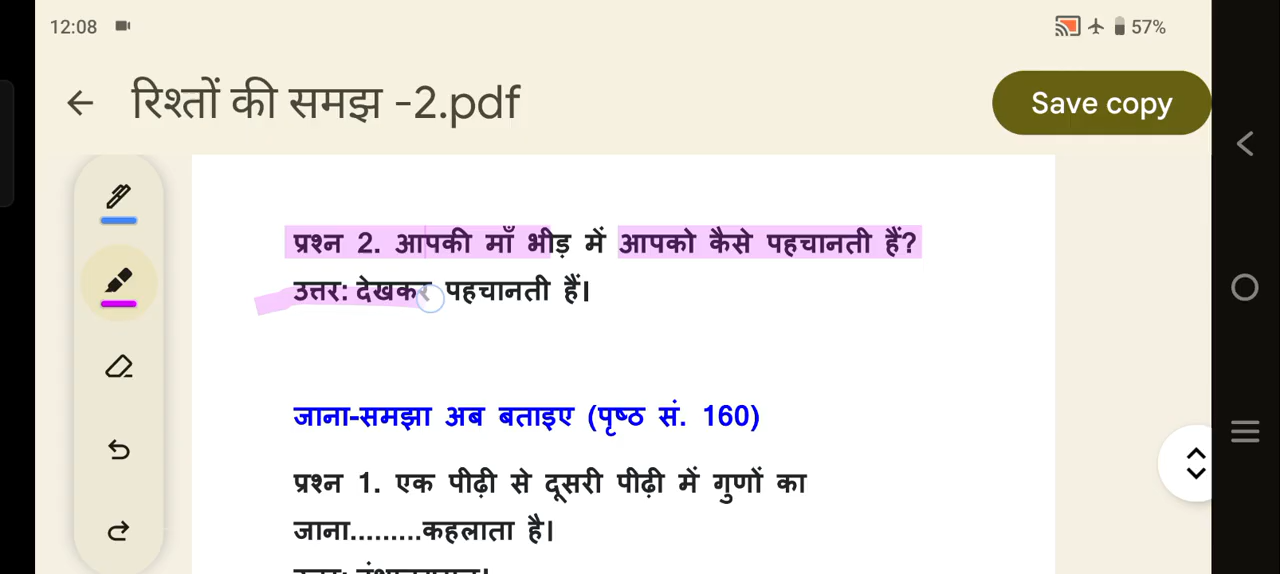 12:08
57%
रिश्तों की समझ -2.pdf
Save copy
प्रश्न 2. आपकी माँ भीड़ में आपको कैसे पहचानती हैं?
उत्तर: देखकर पहचानती हैं।
जाना-समझा अब बताइए (पृष्ठ सं. 160)
प्रश्न 1. एक पीढ़ी से दूसरी पीढ़ी में गुणों का
जाना.........कहलाता है।